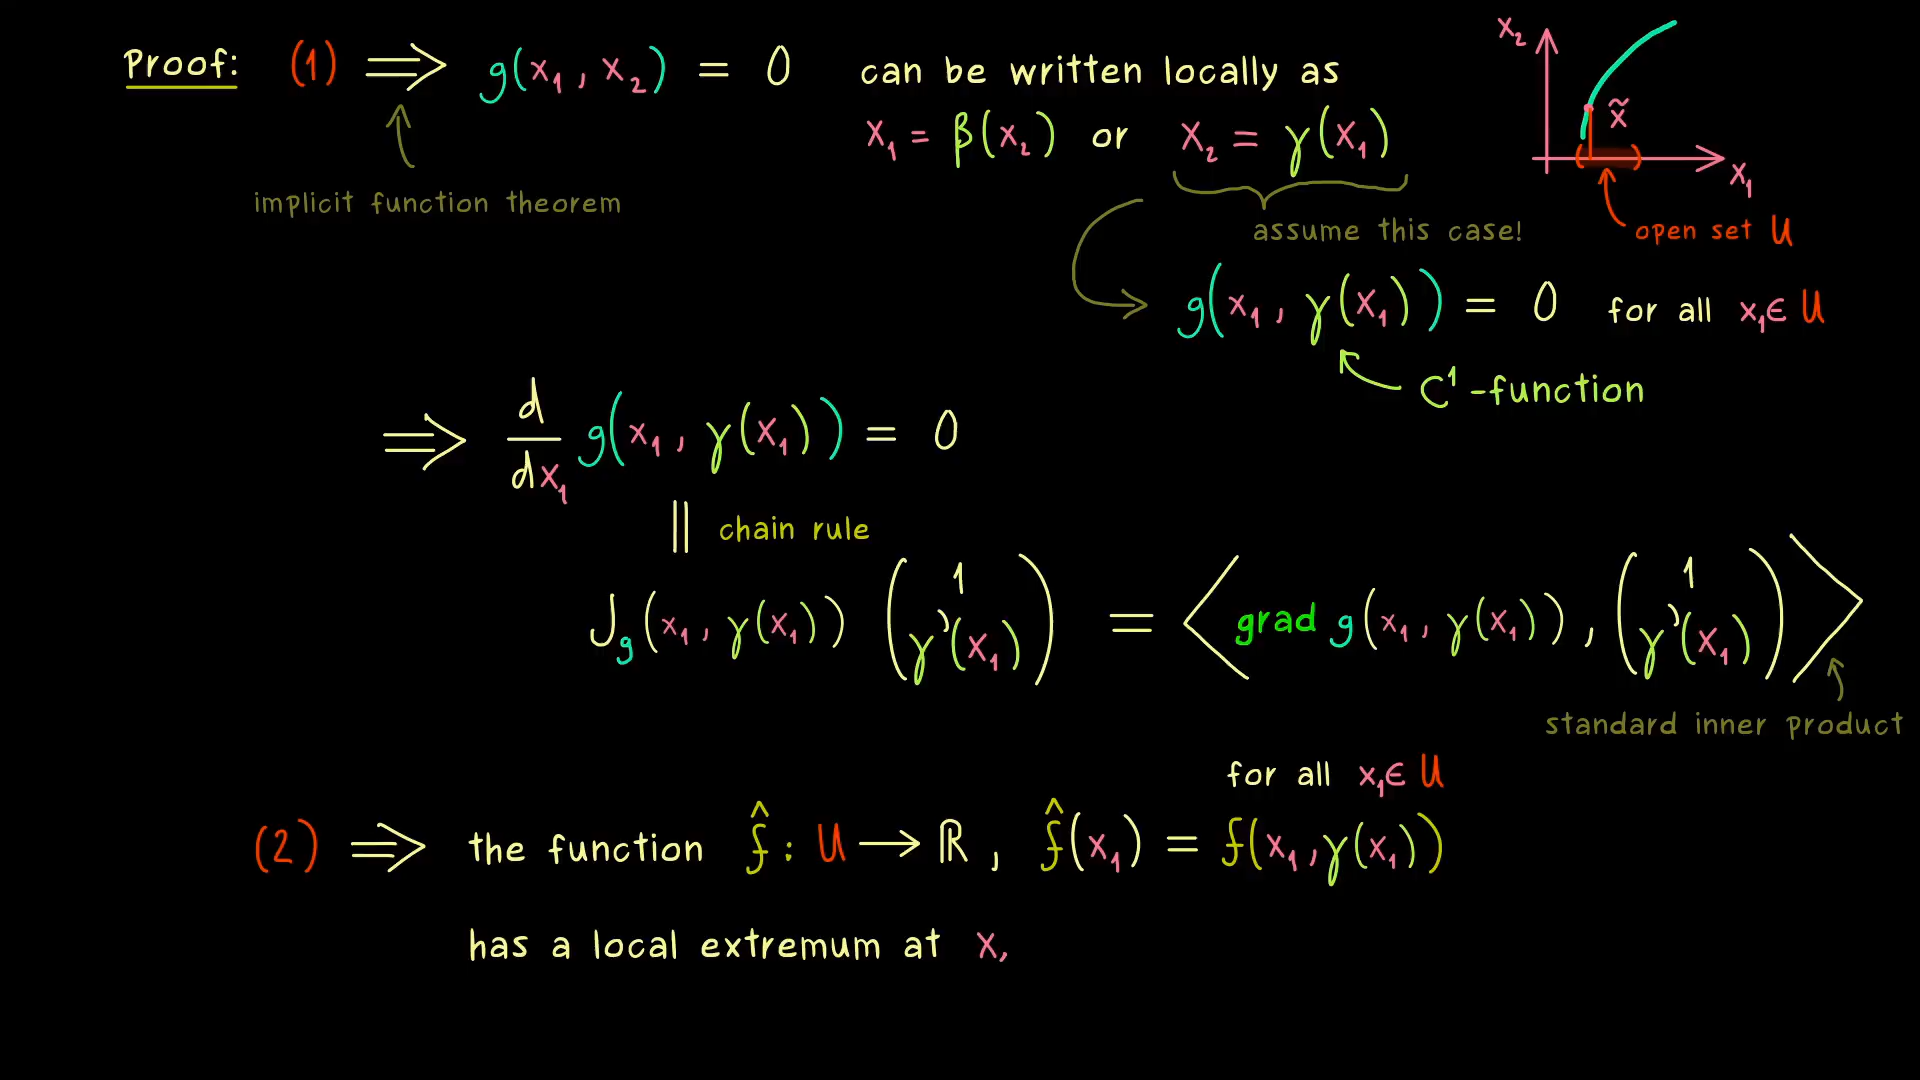 Proof: (1) ⟹ g(x₁, x₂) = 0 can be written locally as
x₁ = β(x₂) or x₂ = γ(x₁)
x₂
x̃
x₁
implicit function theorem
assume this case!
open set U
g(x₁, γ(x₁)) = 0 for all x₁∈ U
C¹-function
⟹ d/dx₁ g(x₁, γ(x₁)) = 0
|| chain rule
J_g(x₁, γ(x₁)) (1 γ'(x₁)) = <grad g(x₁, γ(x₁)), (1 γ'(x₁))>
standard inner product
for all x₁∈ U
(2) ⟹ the function f̂: U ⟶ ℝ, f̂(x₁) = f(x₁, γ(x₁))
has a local extremum at x,